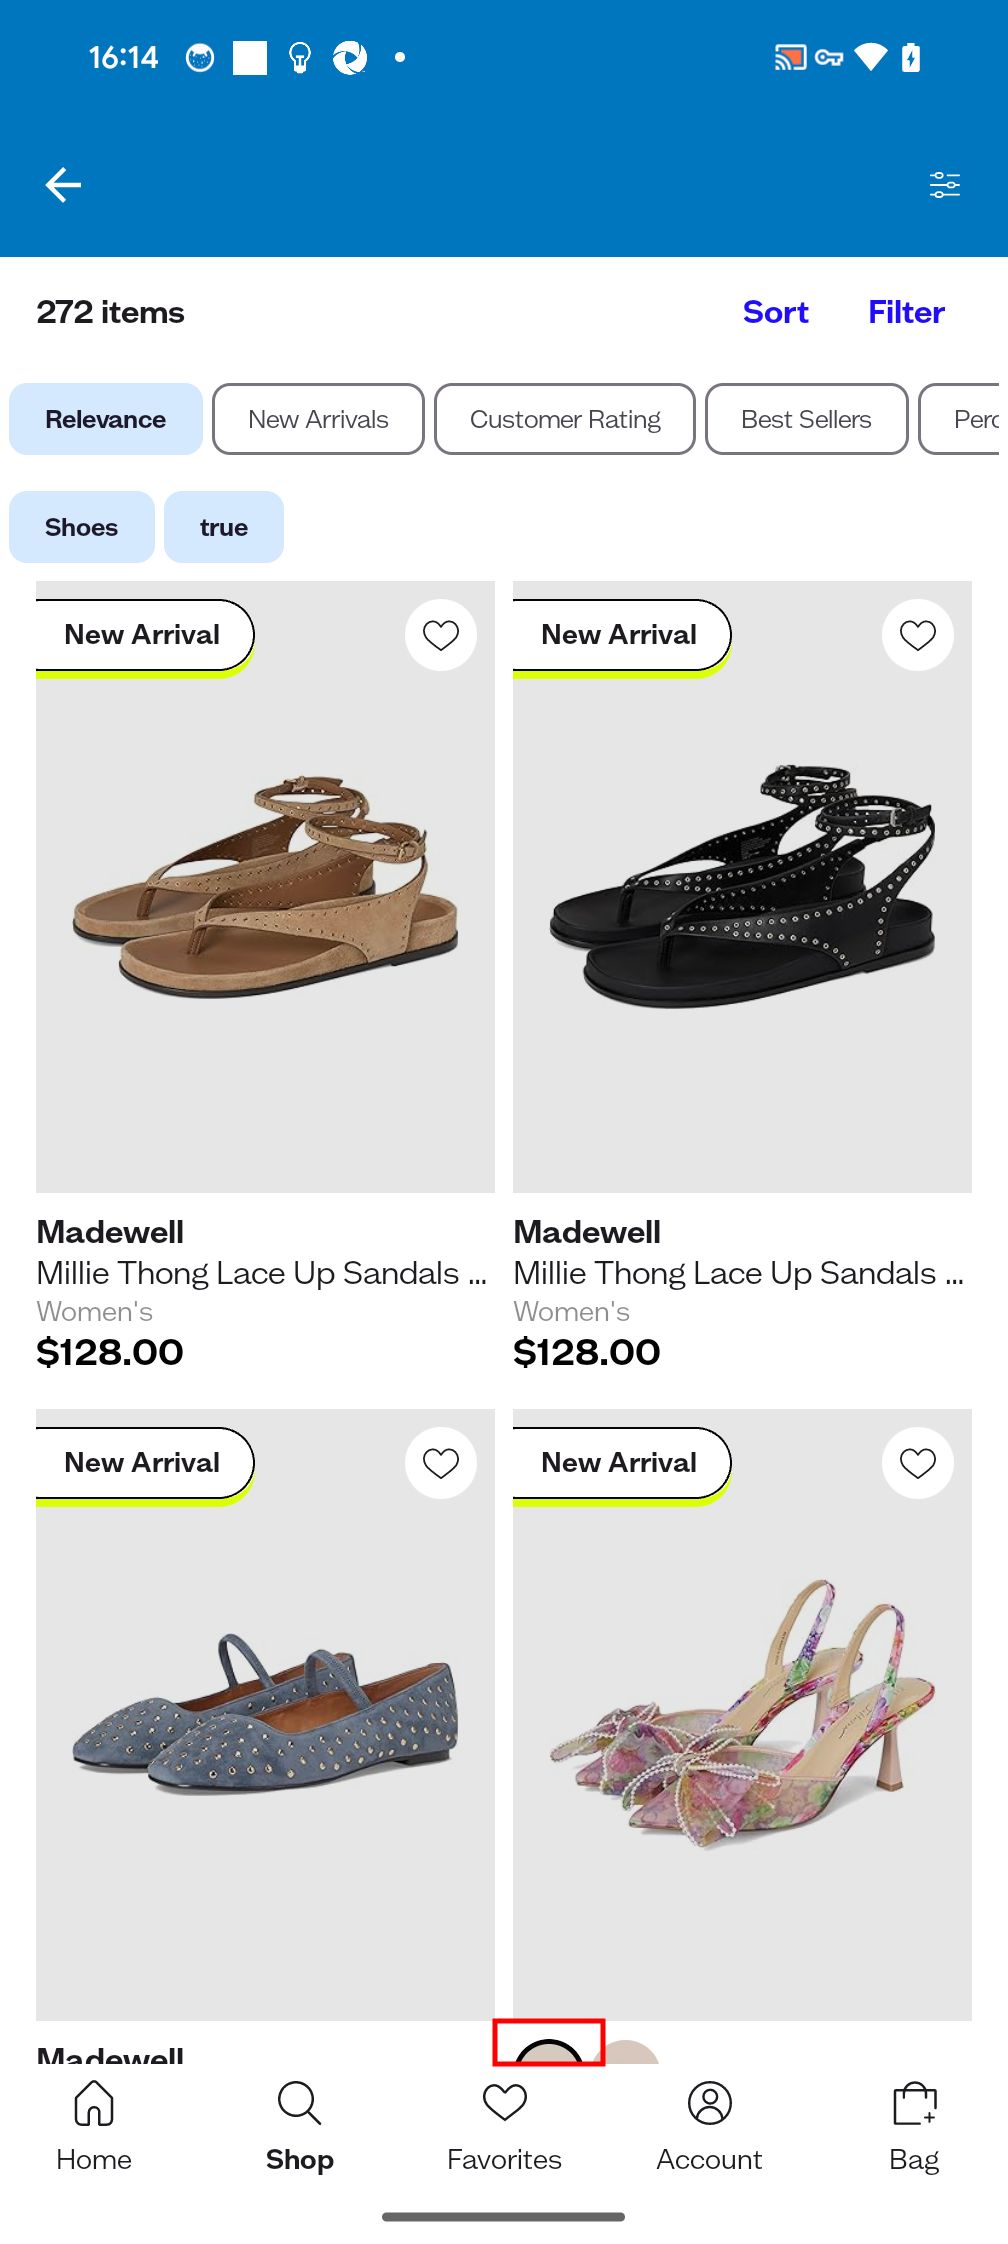 16:14
272 items
Sort
Filter
Relevance
New Arrivals
Customer Rating
Best Sellers
Perc
Shoes
true
New Arrival
New Arrival
Madewell
Millie Thong Lace Up Sandals ...
Women's
$128.00
Madewell
Millie Thong Lace Up Sandals ...
Women's
$128.00
New Arrival
New Arrival
Madewell
Home
Shop
Favorites
Account
Bag